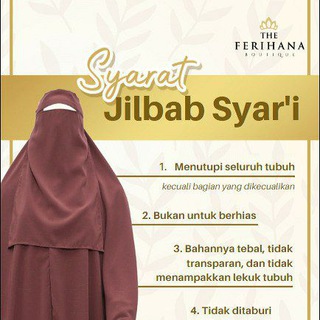 THE
FERIHANA
BOUTIQUE
Syarat
Jilbab Syar'i
1. Menutupi seluruh tubuh
kecuali bagian yang dikecualikan
2. Bukan untuk berhias
3. Bahannya tebal, tidak
transparan, dan tidak
menampakkan lekuk tubuh
4. Tidak ditaburi